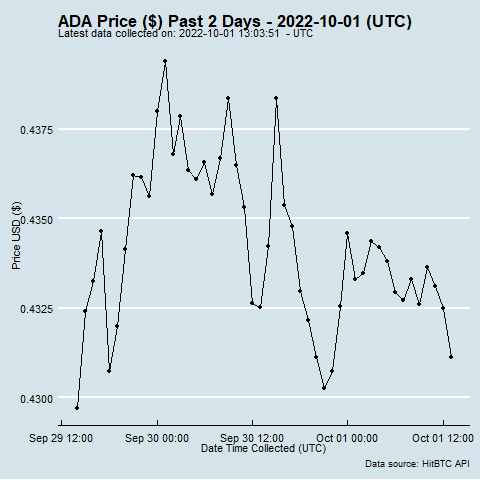 ADA Price ($) Past 2 Days - 2022-10-01 (UTC)
Latest data collected on: 2022-10-01 13:03:51 - UTC
Price USD ($)
0.4375
0.4350
0.4325
0.4300
Sep 29 12:00 Sep 30 00:00 Sep 30 12:00 Oct 01 00:00 Oct 01 12:00
Date Time Collected (UTC)
Data source: HitBTC API